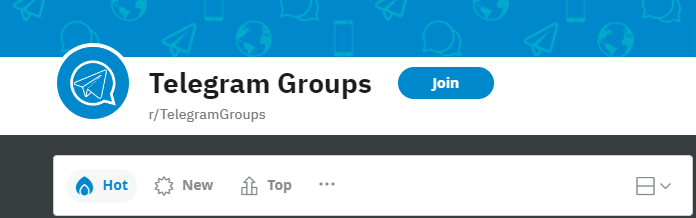 Telegram Groups
Join
r/TelegramGroups
Hot New Top ...